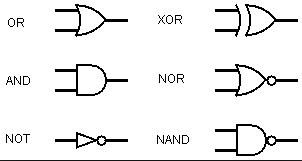 OR XOR
AND NOR
NOT NAND